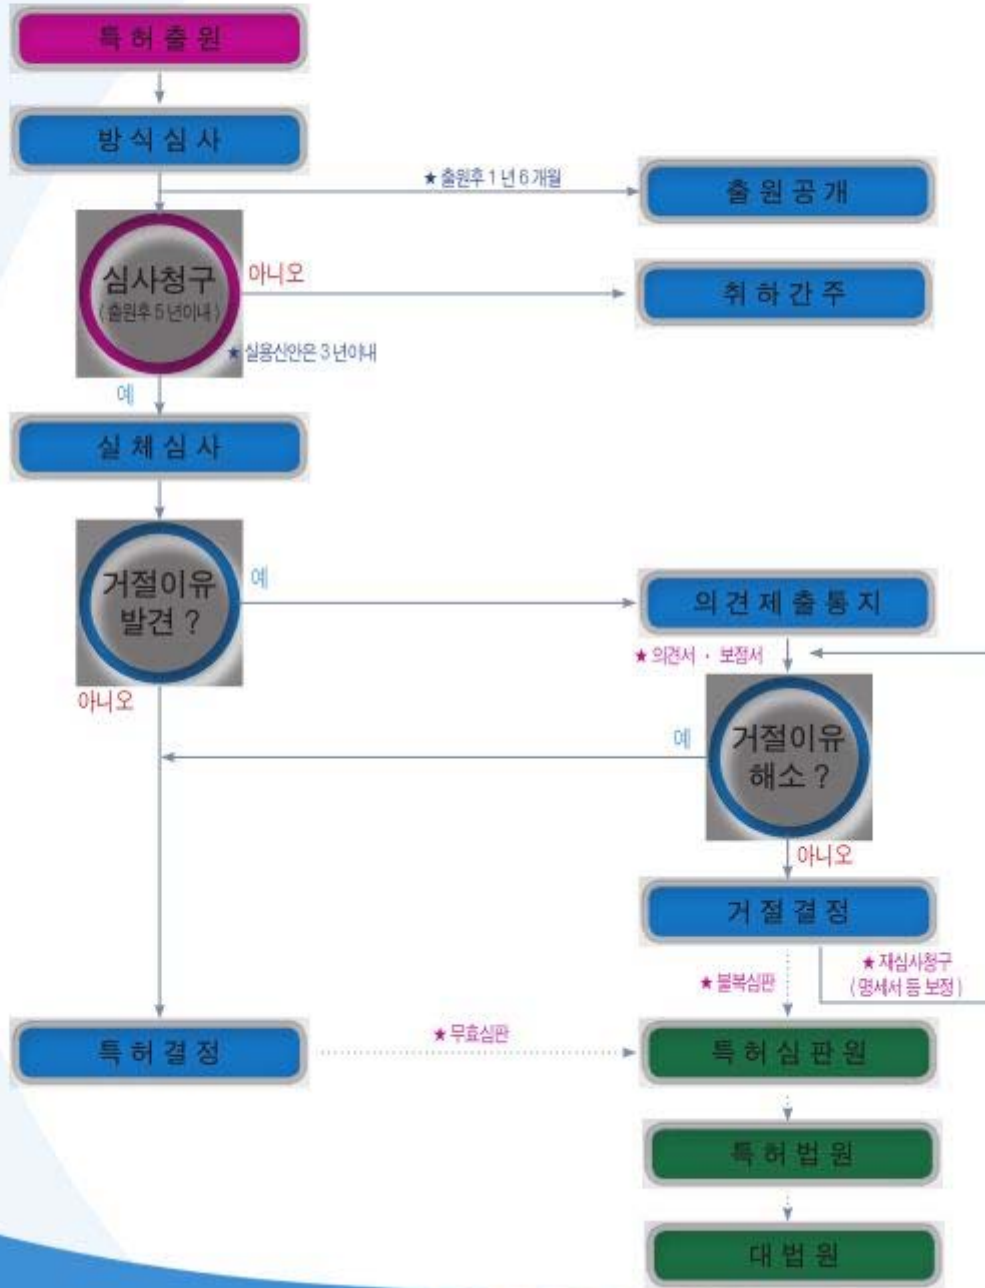 특 허 출 원
방 식 심 사
★ 출원후 1 년 6 개월
출 원 공 개
심사청구
( 출원후 5 년이내 )
아니오
취 하 간 주
★ 실용신안은 3 년이내
예
실 체 심 사
거절이유
발견 ?
예
의 견 제 출 통 지
★ 의견서 · 보정서
아니오
예
거절이유
해소 ?
아니오
거 절 결 정
★ 불복심판
★ 재심사청구
( 명세서 등 보정 )
특 허 결 정
★ 무효심판
특 허 심 판 원
특 허 법 원
대 법 원